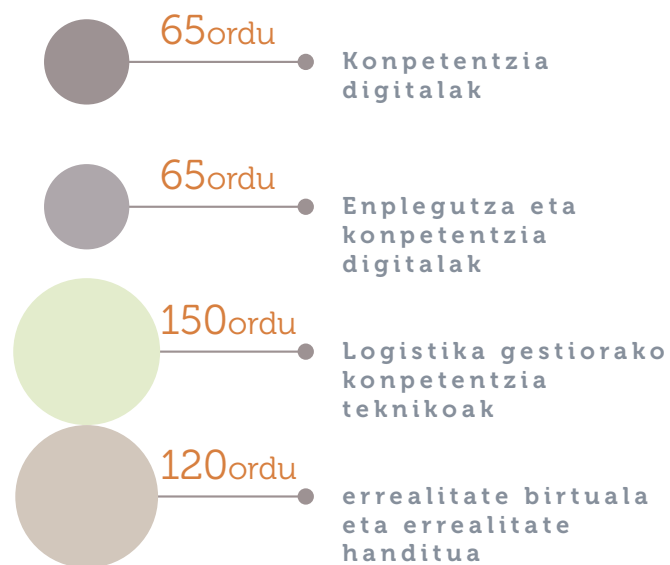 65ordu
Konpetentzia
digitalak
65ordu
Enplegutza eta
konpetentzia
digitalak
150ordu
Logistika gestiorako
konpetentzia
teknikoak
120ordu
errealitate birtuala
eta errealitate
handitua